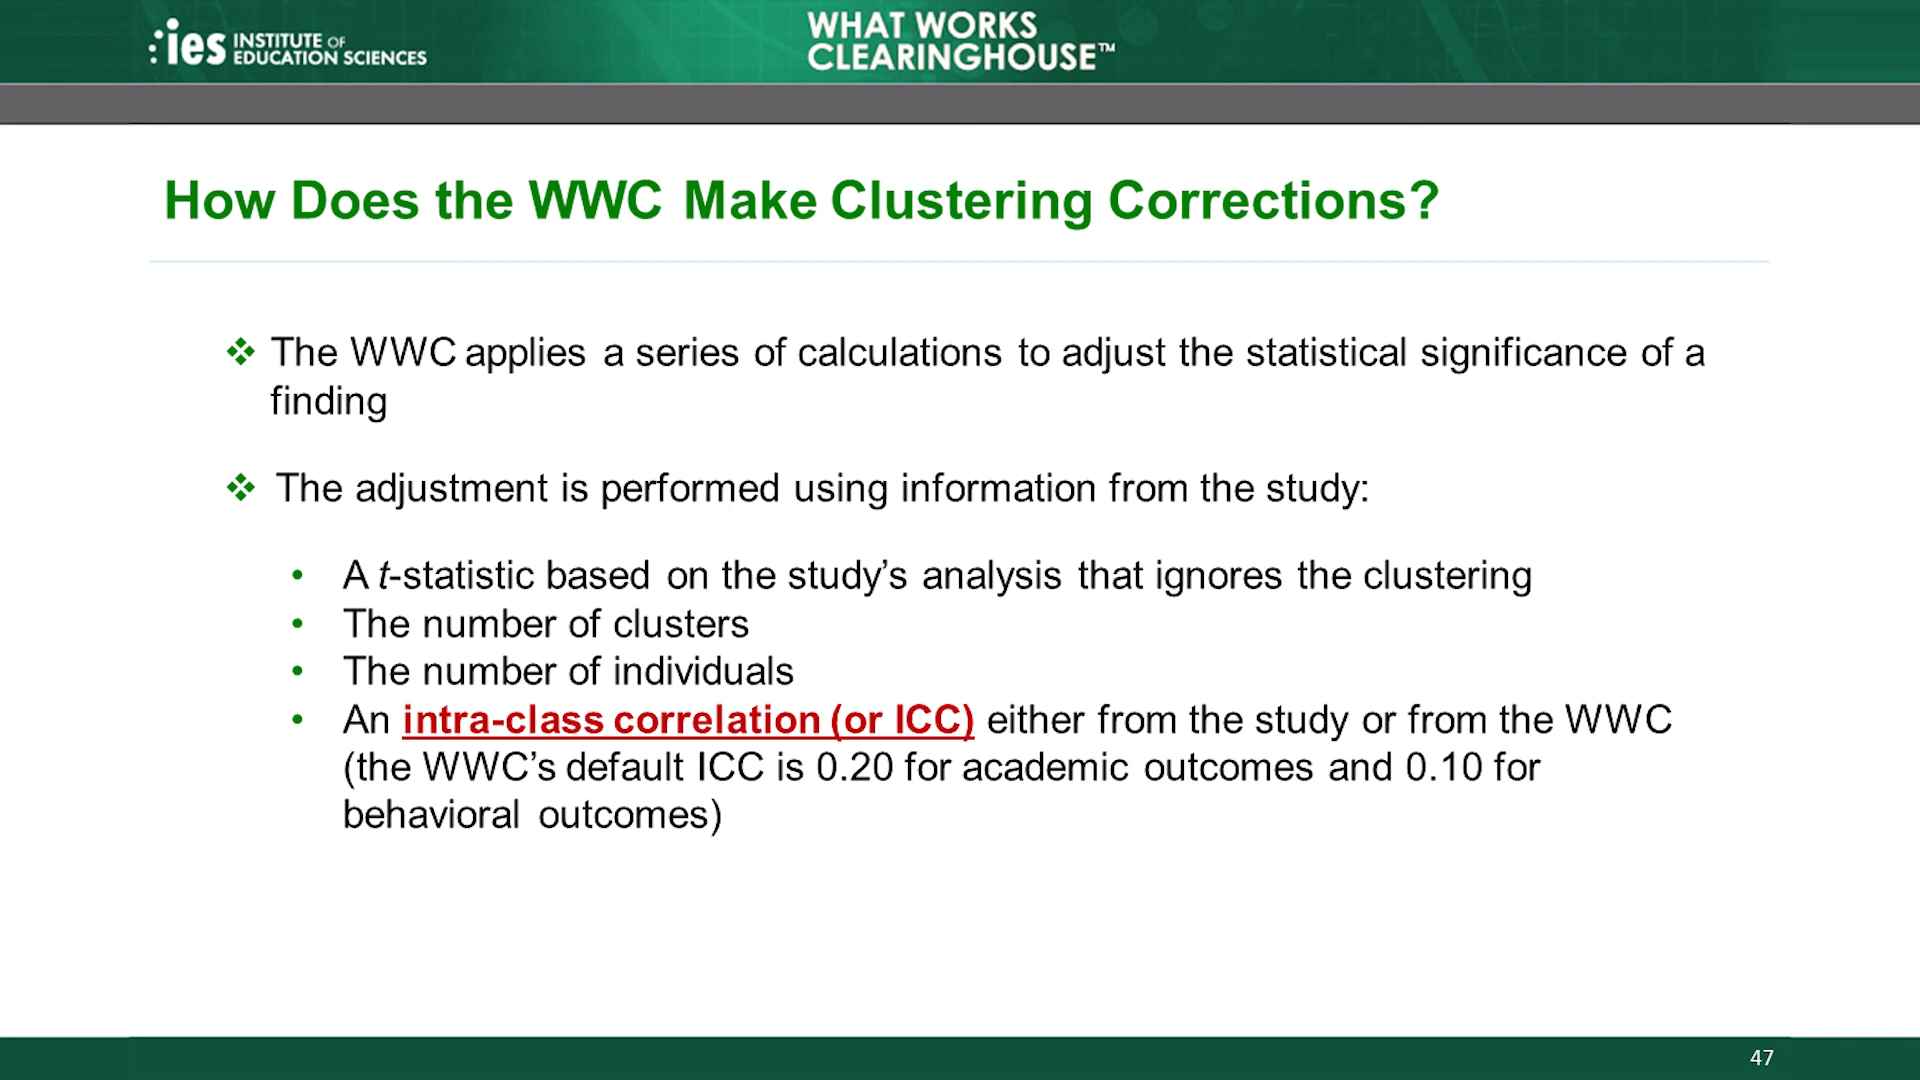 ies INSTITUTE OF
EDUCATION SCIENCES
WHAT WORKS
CLEARINGHOUSE™
How Does the WWC Make Clustering Corrections?
❖ The WWC applies a series of calculations to adjust the statistical significance of a
finding
❖ The adjustment is performed using information from the study:
• A t-statistic based on the study’s analysis that ignores the clustering
• The number of clusters
• The number of individuals
• An intra-class correlation (or ICC) either from the study or from the WWC
(the WWC’s default ICC is 0.20 for academic outcomes and 0.10 for
behavioral outcomes)
47